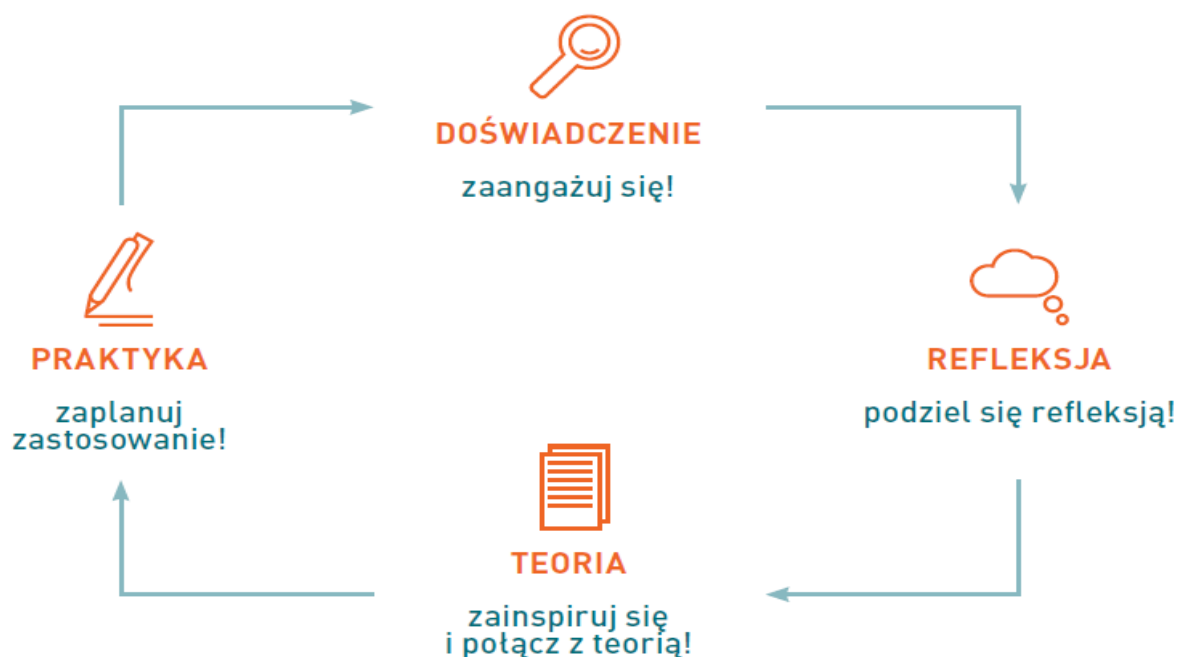 DOŚWIADCZENIE
zaangażuj się!
PRAKTYKA
zaplanuj
zastosowanie!
REFLEKSJA
podziel się refleksją!
TEORIA
zainspiruj się
i połącz z teorią!